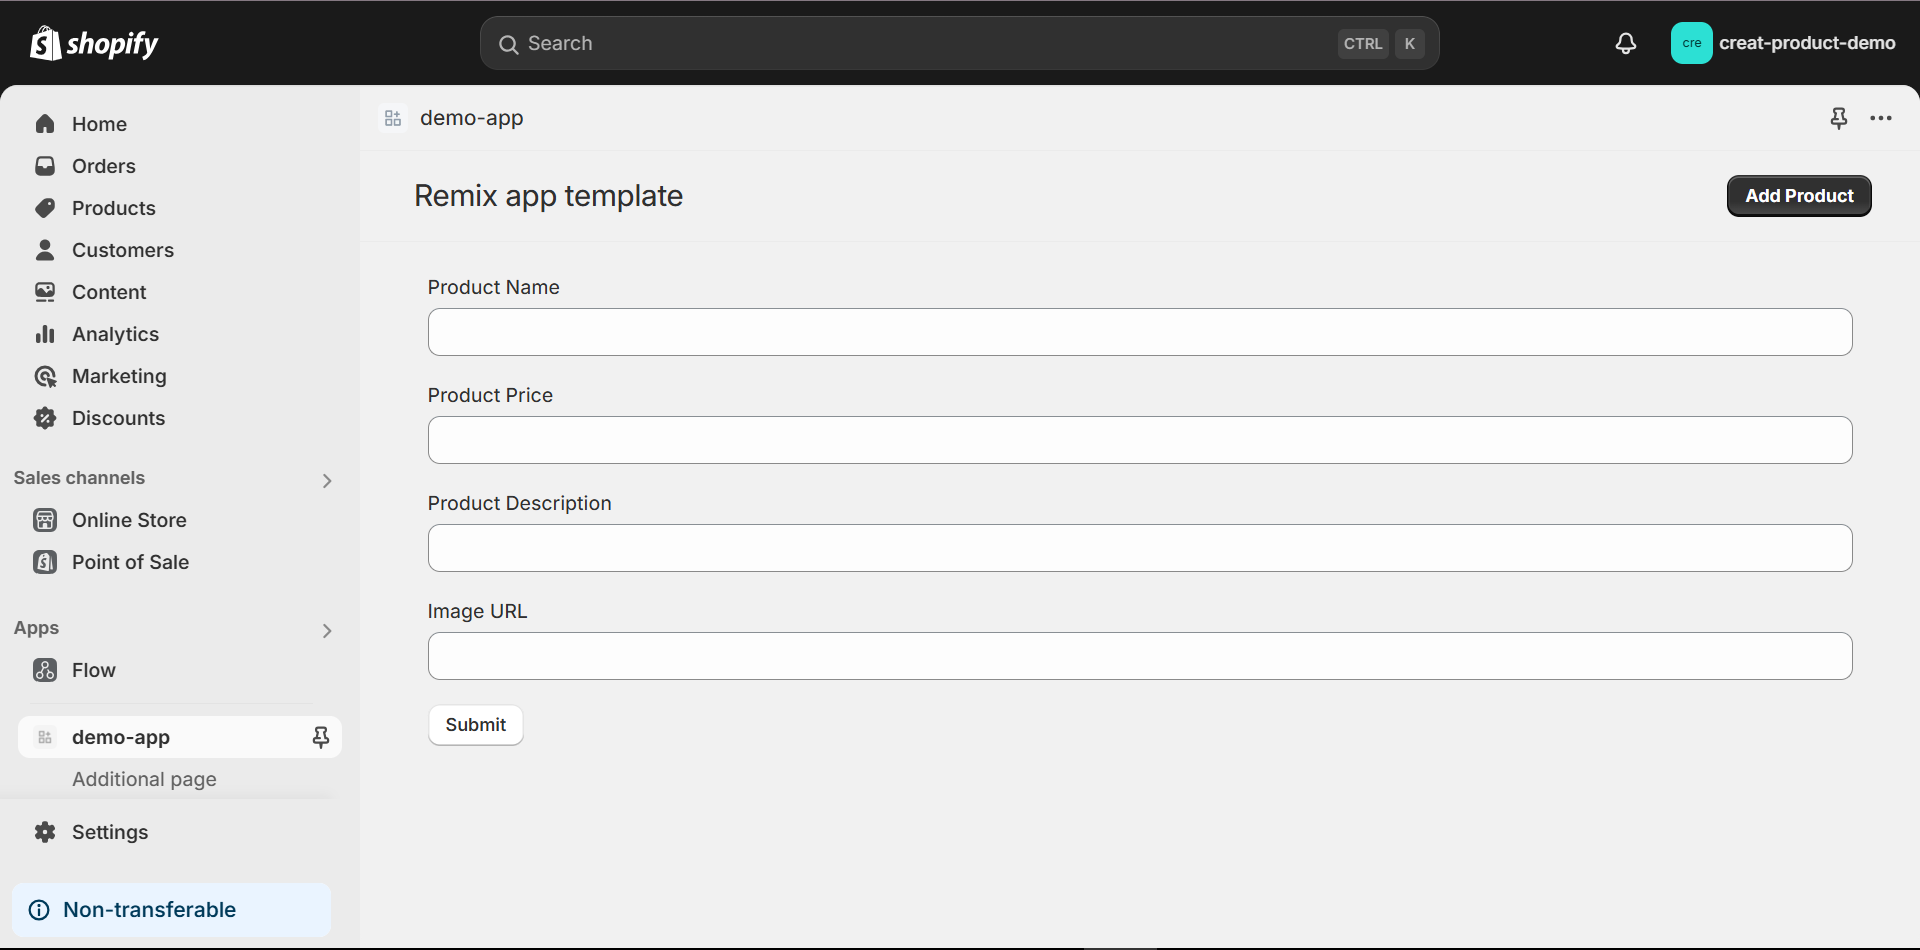 shopify
Search
CTRL K
cre creat-product-demo
Home
Orders
Products
Customers
Content
Analytics
Marketing
Discounts
Sales channels
Online Store
Point of Sale
Apps
Flow
demo-app
Additional page
Settings
Non-transferable
demo-app
Remix app template
Add Product
Product Name
Product Price
Product Description
Image URL
Submit